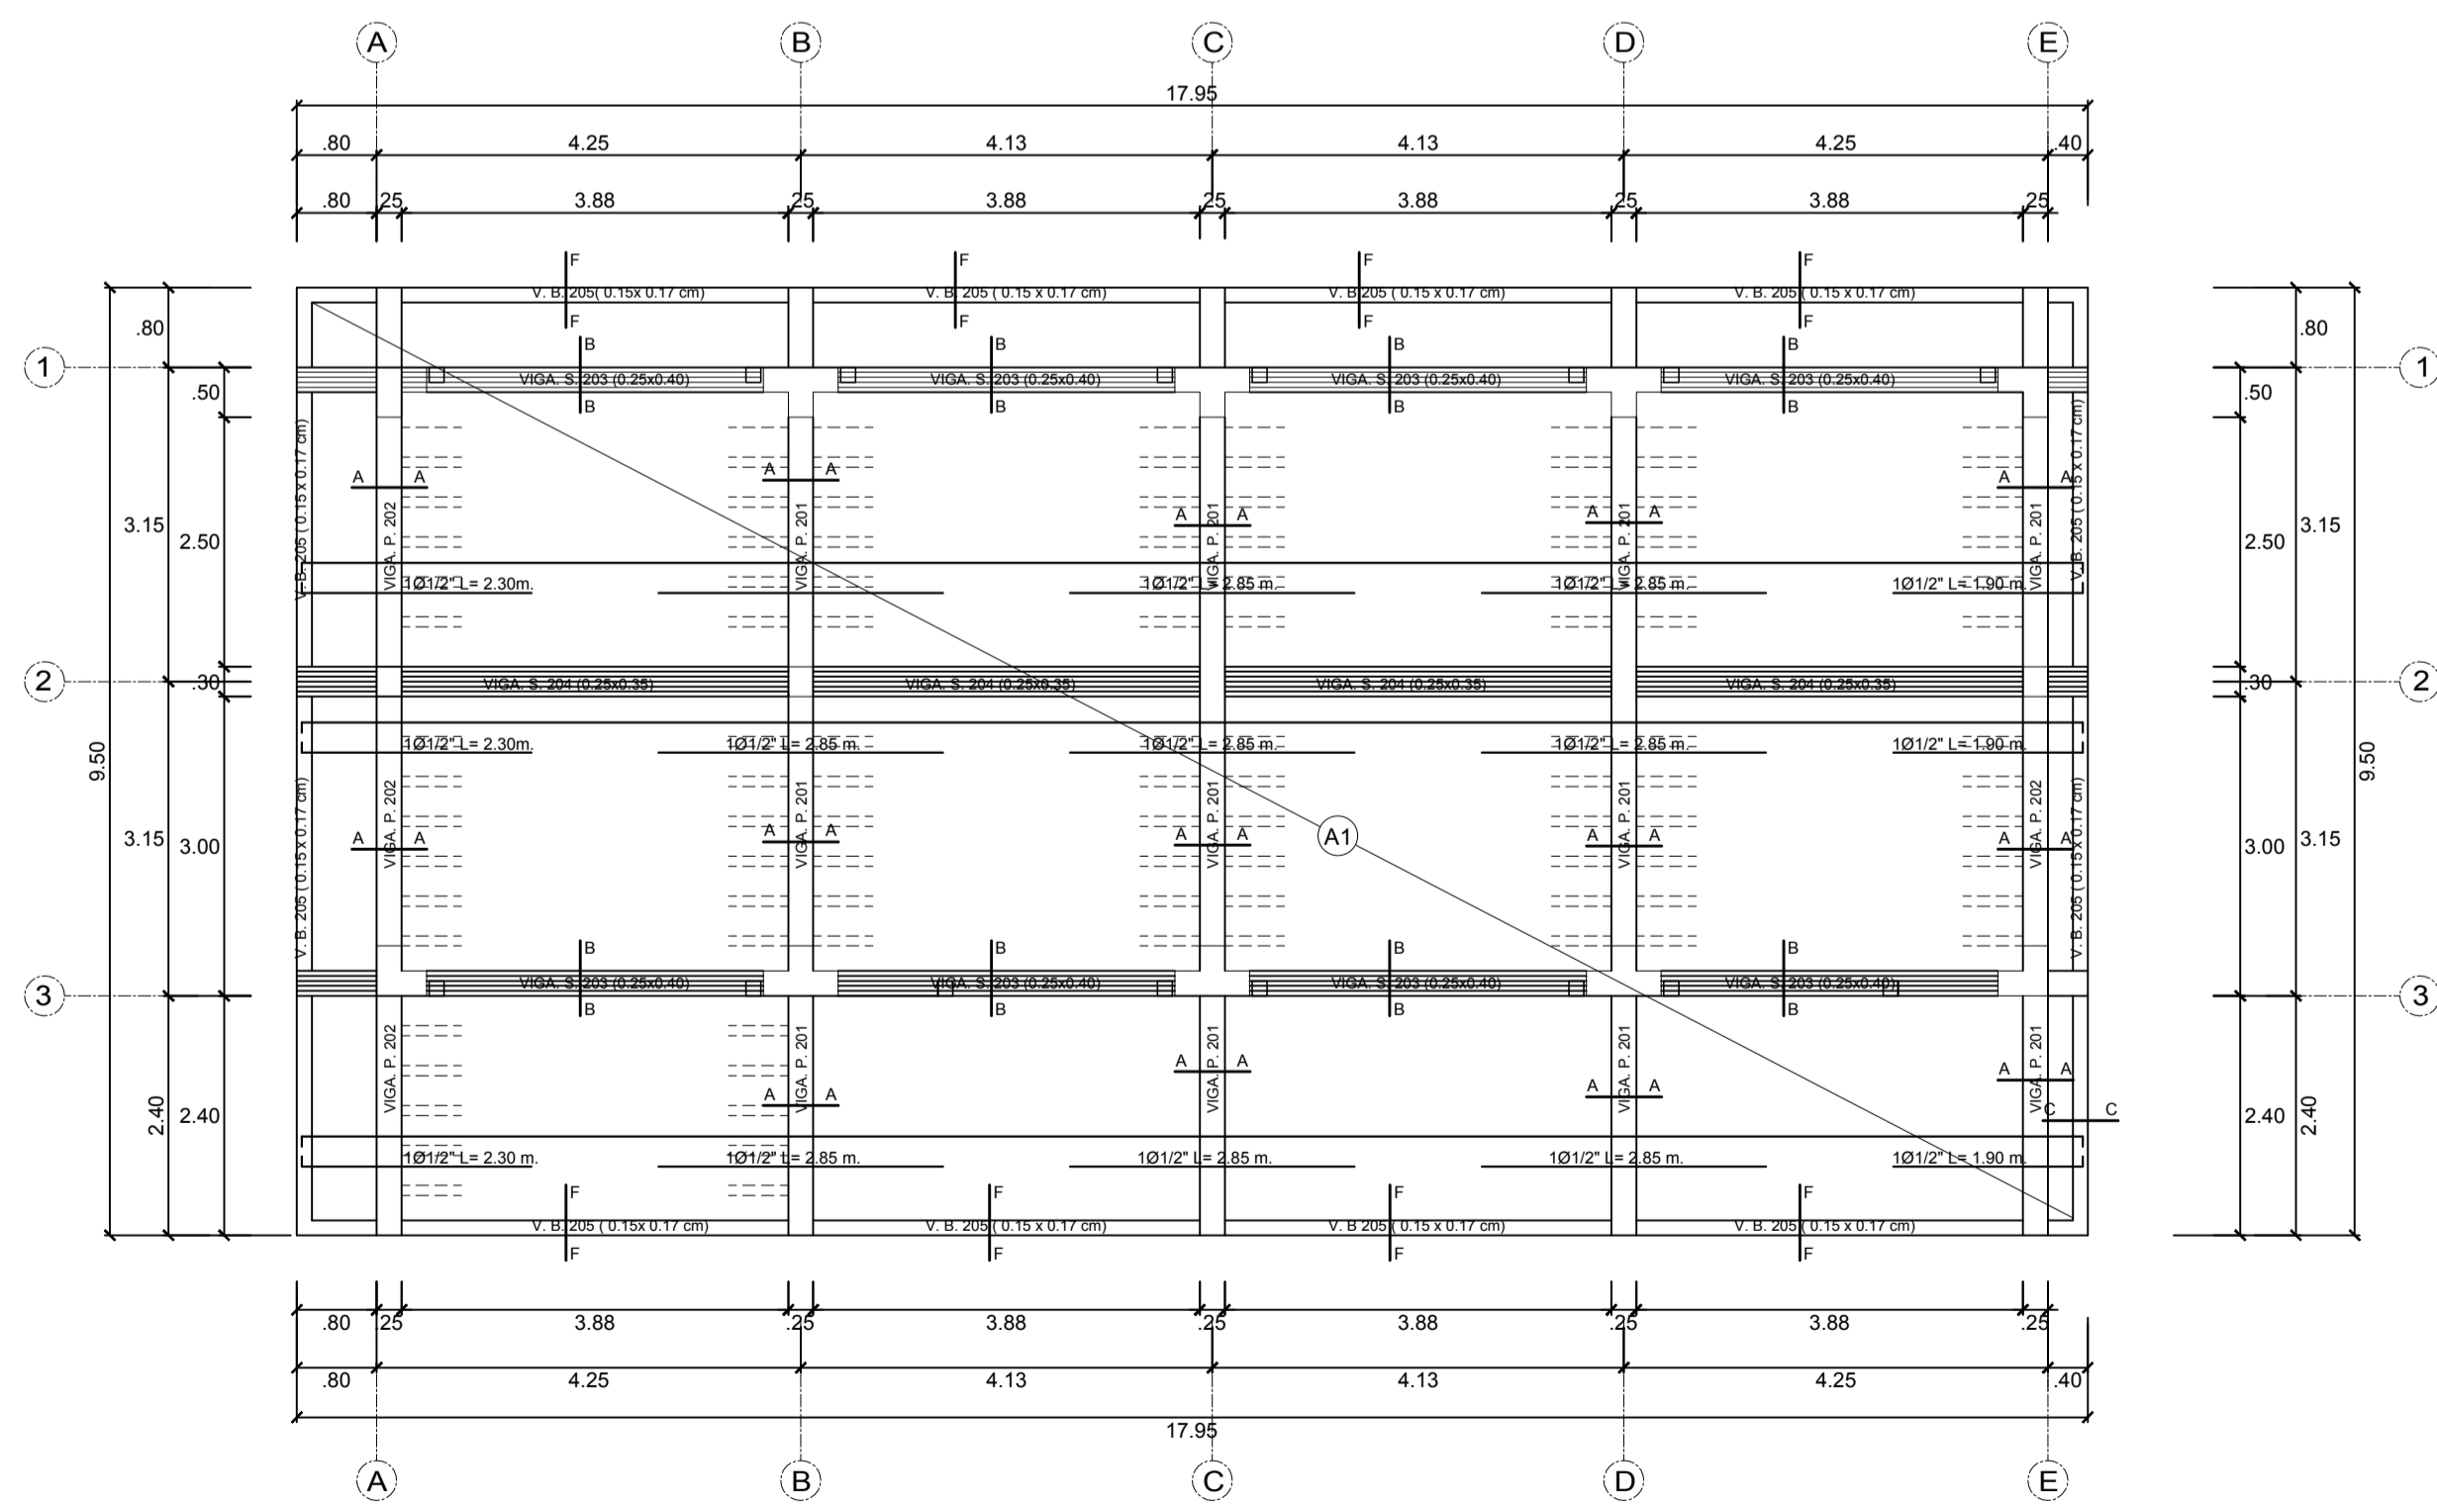 A B C D E
17.95
.80 4.25 4.13 4.13 4.25 .40
.80 .25 3.88 .25 3.88 .25 3.88 .25 3.88 .25
F F F F
V. B. 205( 0.15x 0.17 cm) V. B. 205 ( 0.15 x 0.17 cm) V. B 205 ( 0.15 x 0.17 cm) V. B. 205 ( 0.15 x 0.17 cm)
F F F F
.80 .80
B B B B
1 1
VIGA. S. 203 (0.25x0.40) VIGA. S. 203 (0.25x0.40) VIGA. S. 203 (0.25x0.40) VIGA. S. 203 (0.25x0.40)
.50 .50
B B B B
A A A A A A A A A A
V. B. 205 ( 0.15 x 0.17 cm) VIGA. P. 202 VIGA. P. 201 VIGA. P. 201 VIGA. P. 201 VIGA. P. 201 V. B. 205 ( 0.15 x 0.17 cm)
3.15 2.50 2.50 3.15
1Ø1/2" L= 2.30m. 1Ø1/2" L= 2.85 m. 1Ø1/2" L= 2.85 m. 1Ø1/2" L= 1.90 m.
2 .30 .30 2
VIGA. S. 204 (0.25x0.35) VIGA. S. 204 (0.25x0.35) VIGA. S. 204 (0.25x0.35) VIGA. S. 204 (0.25x0.35)
1Ø1/2" L= 2.30m. 1Ø1/2" L= 2.85 m. 1Ø1/2" L= 2.85 m. 1Ø1/2" L= 2.85 m. 1Ø1/2" L= 1.90 m.
9.50 9.50
V. B. 205 ( 0.15 x 0.17 cm) VIGA. P. 202 VIGA. P. 201 VIGA. P. 201 VIGA. P. 201 VIGA. P. 202 V. B. 205 ( 0.15 x 0.17 cm)
A A A A A A A A A A
A1
3.15 3.00 3.00 3.15
B B B B
VIGA. S. 203 (0.25x0.40) VIGA. S. 203 (0.25x0.40) VIGA. S. 203 (0.25x0.40) VIGA. S. 203 (0.25x0.40)
3 3
B B B B
VIGA. P. 202 VIGA. P. 201 VIGA. P. 201 VIGA. P. 201 VIGA. P. 201
A A A A A A A A
C C
2.40 2.40 2.40 2.40
1Ø1/2" L= 2.30 m. 1Ø1/2" L= 2.85 m. 1Ø1/2" L= 2.85 m. 1Ø1/2" L= 2.85 m. 1Ø1/2" L= 1.90 m.
F F F F
V. B. 205 ( 0.15x 0.17 cm) V. B. 205 ( 0.15 x 0.17 cm) V. B 205 ( 0.15 x 0.17 cm) V. B. 205 ( 0.15 x 0.17 cm)
F F F F
.80 .25 3.88 .25 3.88 .25 3.88 .25 3.88 .25
.80 4.25 4.13 4.13 4.25 .40
17.95
A B C D E